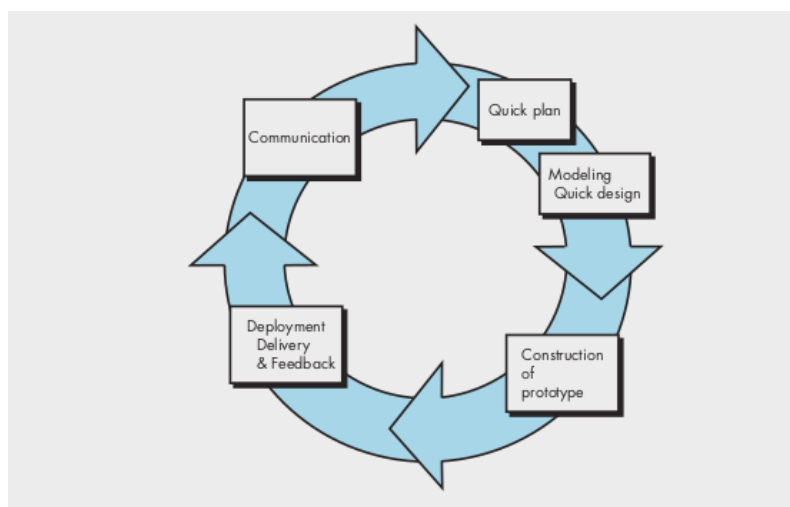 Communication
Quick plan
Modeling
Quick design
Construction
of
prototype
Deployment
Delivery
& Feedback